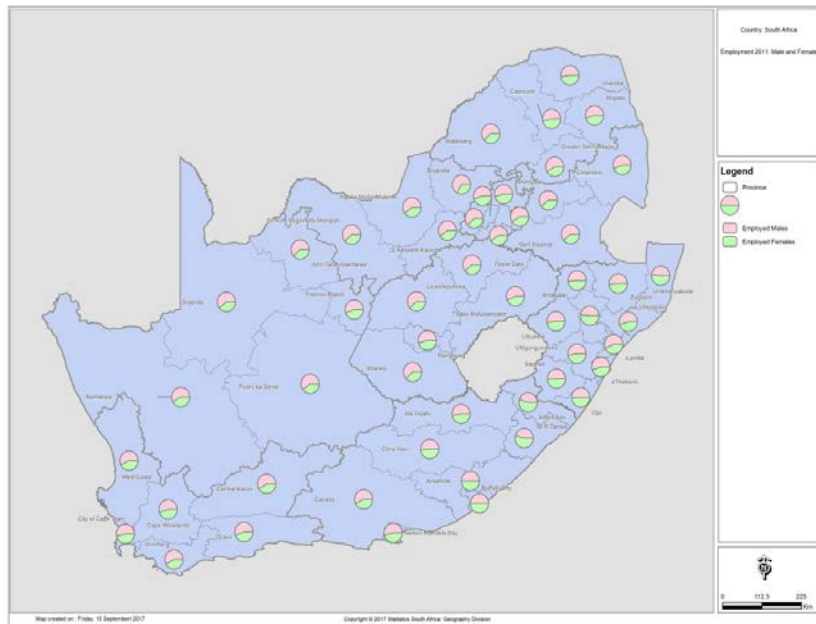 Country: South Africa
Employment 2011: Male and Female
Legend
Province
Employed Males
Employed Females
0 112.5 225
Km
Vhembe
Capricorn
Mopani
Waterberg
Bojanala
Ngaka Modiri Molema
Dr Kenneth Kaunda
Gert Sibande
Siyanda
Frances Baard
Lejweleputswa
Fezile Dabi
Thabo Mofutsanyane
Amajuba
Zululand
Umkhanyakude
Uthukela
UMgungundlovu
iLembe
eThekwini
Sisonke
Ugu
Xhariep
Mangaung
Pixley ka Seme
Namakwa
Joe Gqabi
Alfred Nzo
O.R.Tambo
Chris Hani
Amathole
Buffalo City
West Coast
Central Karoo
Cacadu
City of Cape Town
Cape Winelands
Overberg
Eden
Nelson Mandela Bay
Map created on : Friday, 15 September 2017
Copyright © 2017 Statistics South Africa: Geography Division